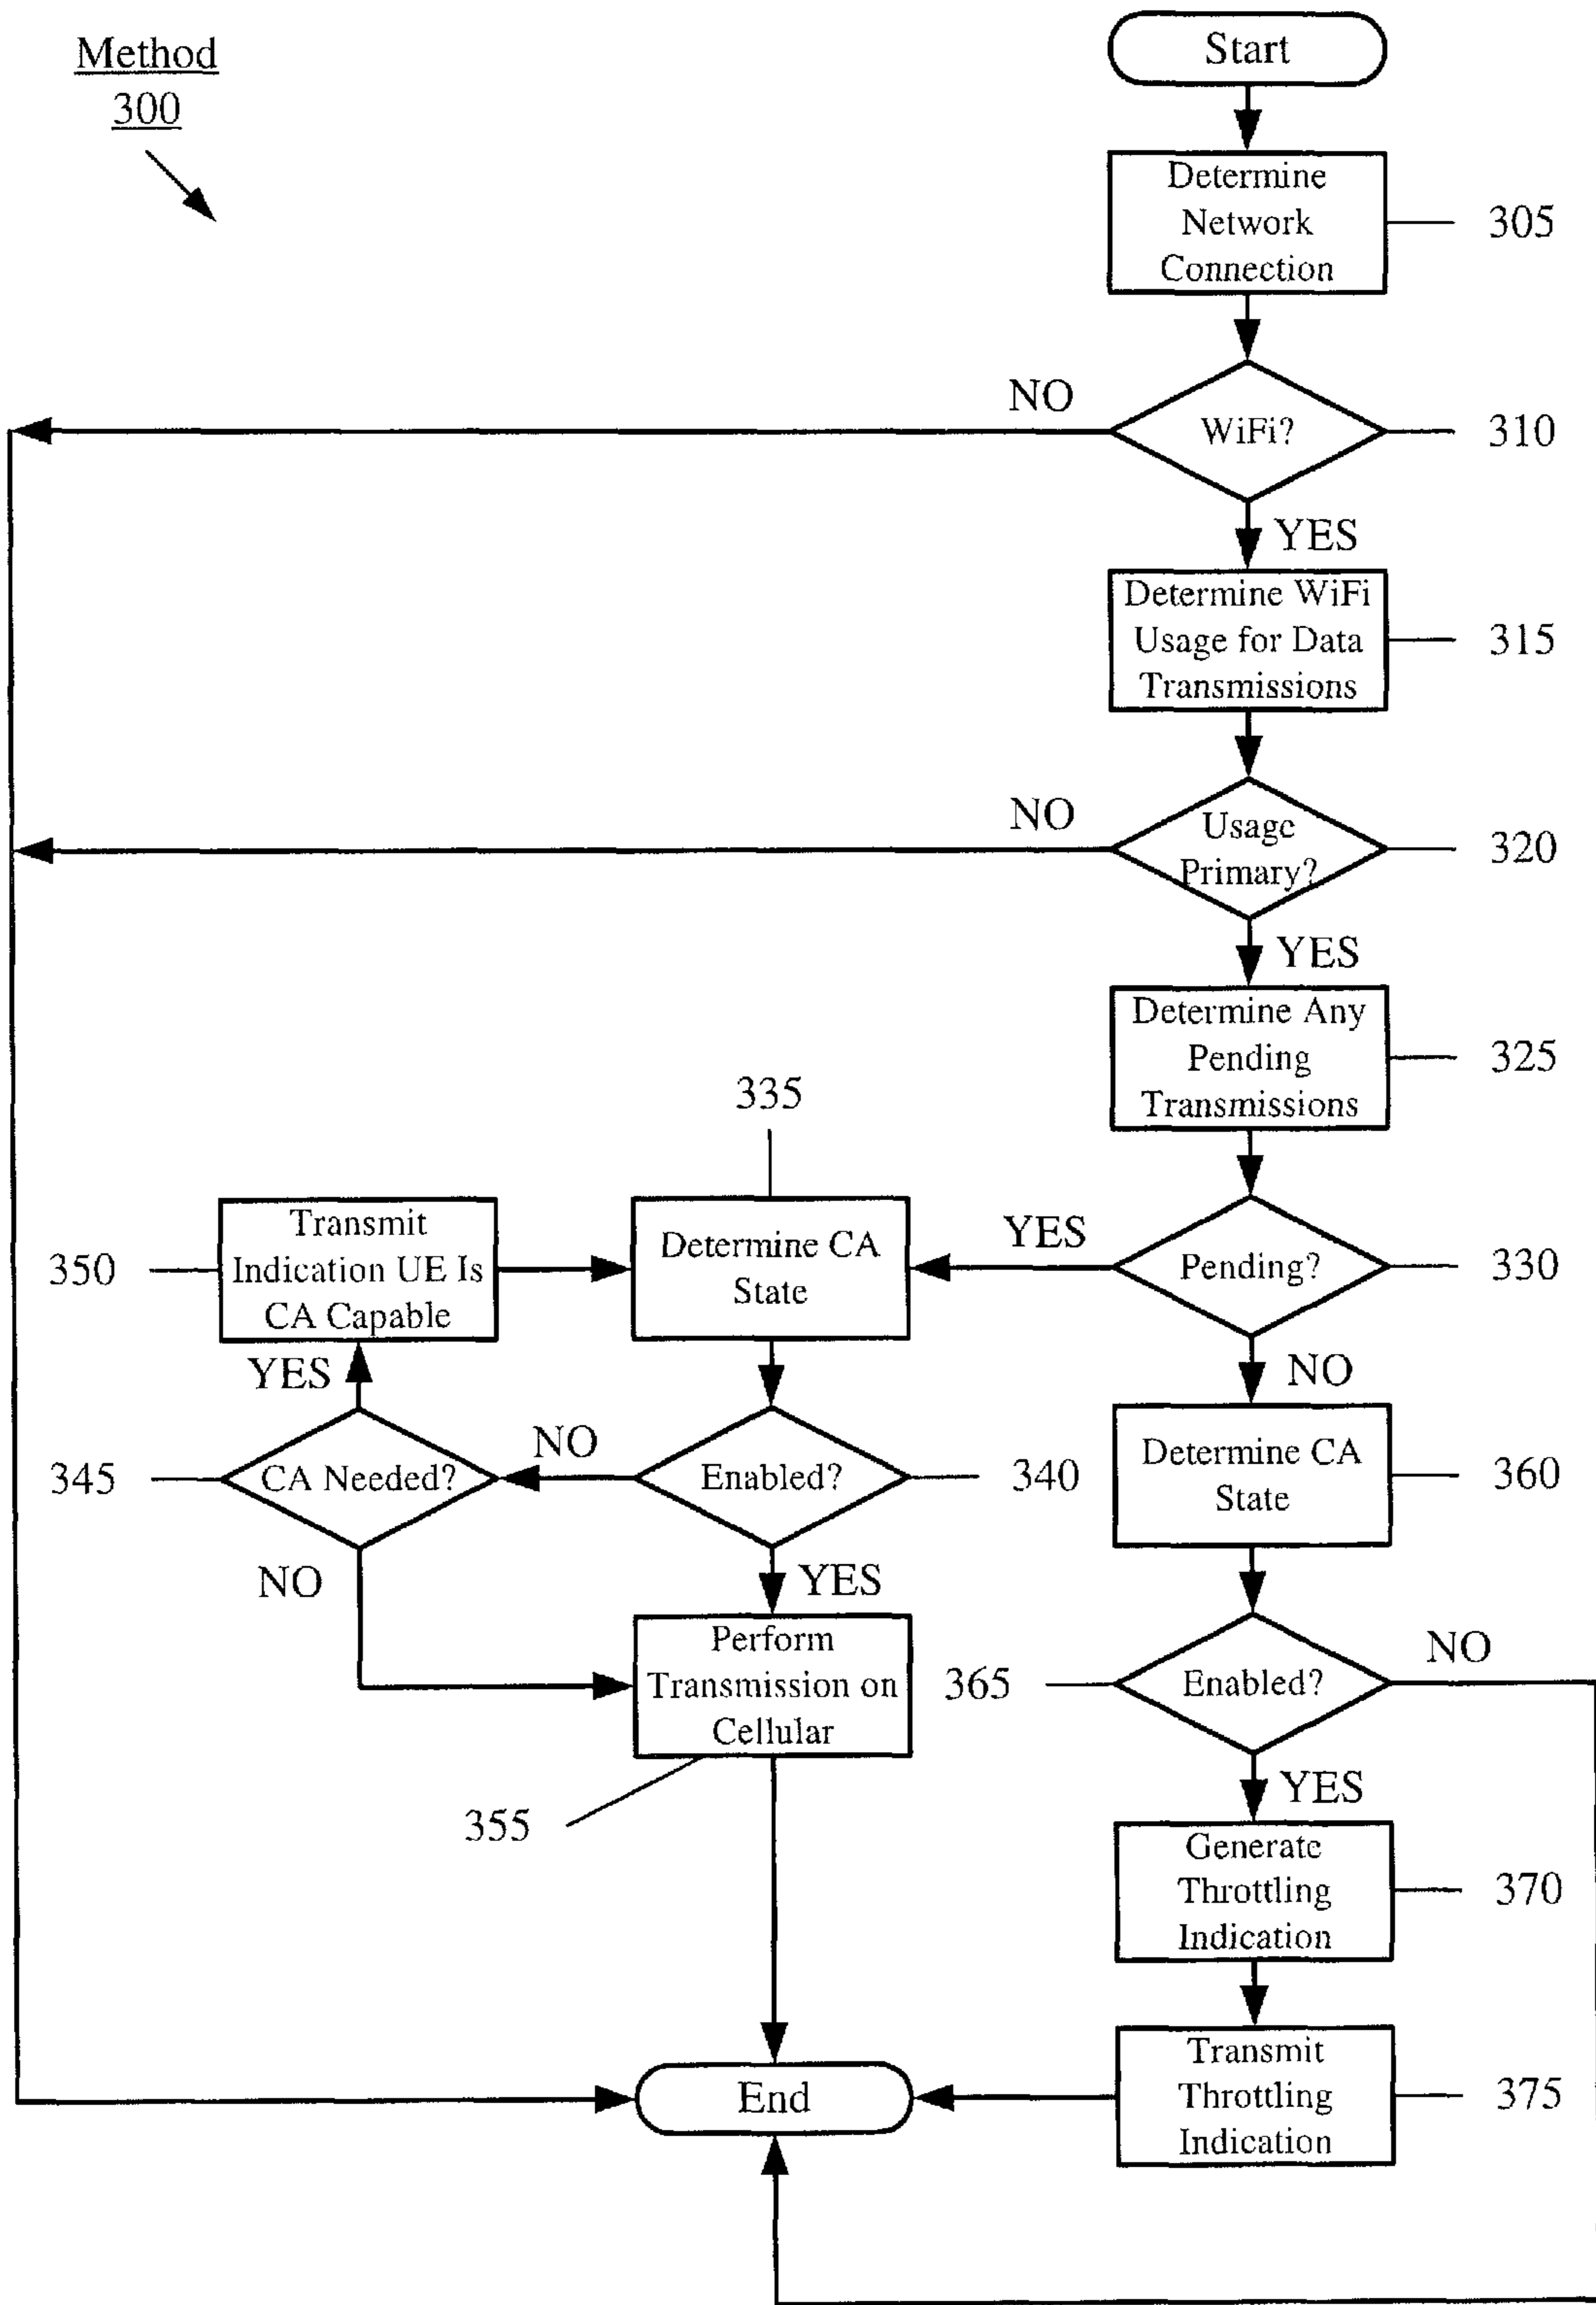 Method
300
Start
Determine
Network
Connection
305
NO
WiFi?
310
YES
Determine WiFi
Usage for Data
Transmissions
315
NO
Usage
Primary?
320
YES
Determine Any
Pending
Transmissions
325
335
Transmit
Indication UE Is
CA Capable
350
Determine CA
State
YES
Pending?
330
YES
NO
345
CA Needed?
NO
Enabled?
340
Determine CA
State
360
NO
YES
Perform
Transmission on
Cellular
355
365
Enabled?
NO
YES
Generate
Throttling
Indication
370
End
Transmit
Throttling
Indication
375